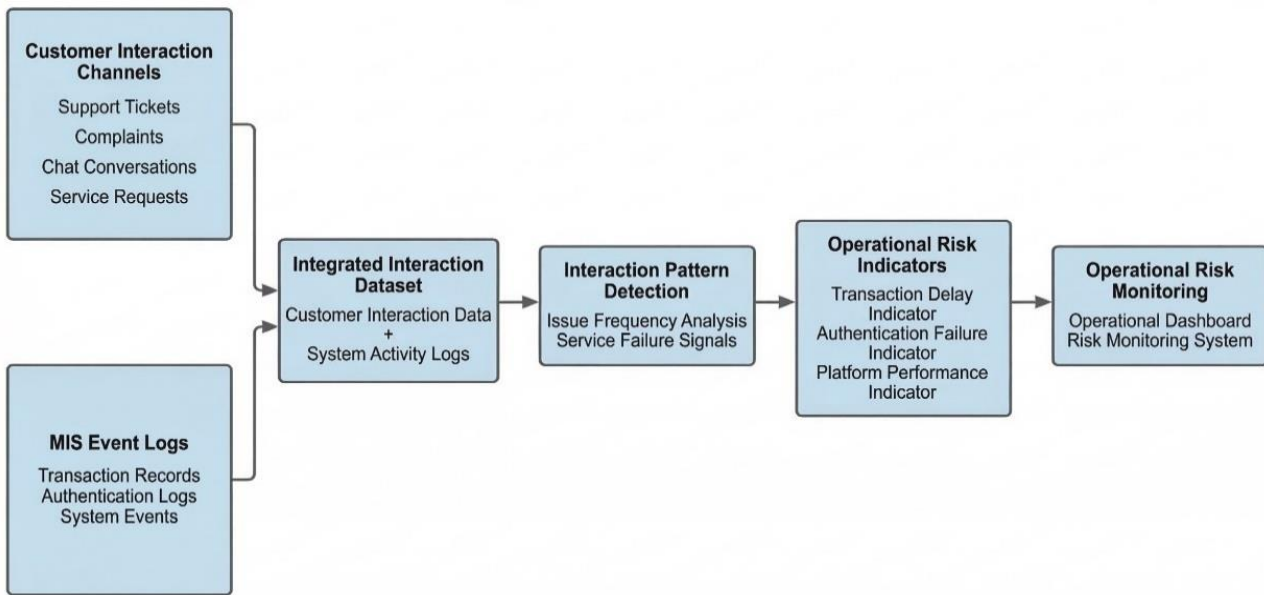 Customer Interaction
Channels
Support Tickets
Complaints
Chat Conversations
Service Requests
MIS Event Logs
Transaction Records
Authentication Logs
System Events
Integrated Interaction
Dataset
Customer Interaction Data
+
System Activity Logs
Interaction Pattern
Detection
Issue Frequency Analysis
Service Failure Signals
Operational Risk
Indicators
Transaction Delay
Indicator
Authentication Failure
Indicator
Platform Performance
Indicator
Operational Risk
Monitoring
Operational Dashboard
Risk Monitoring System